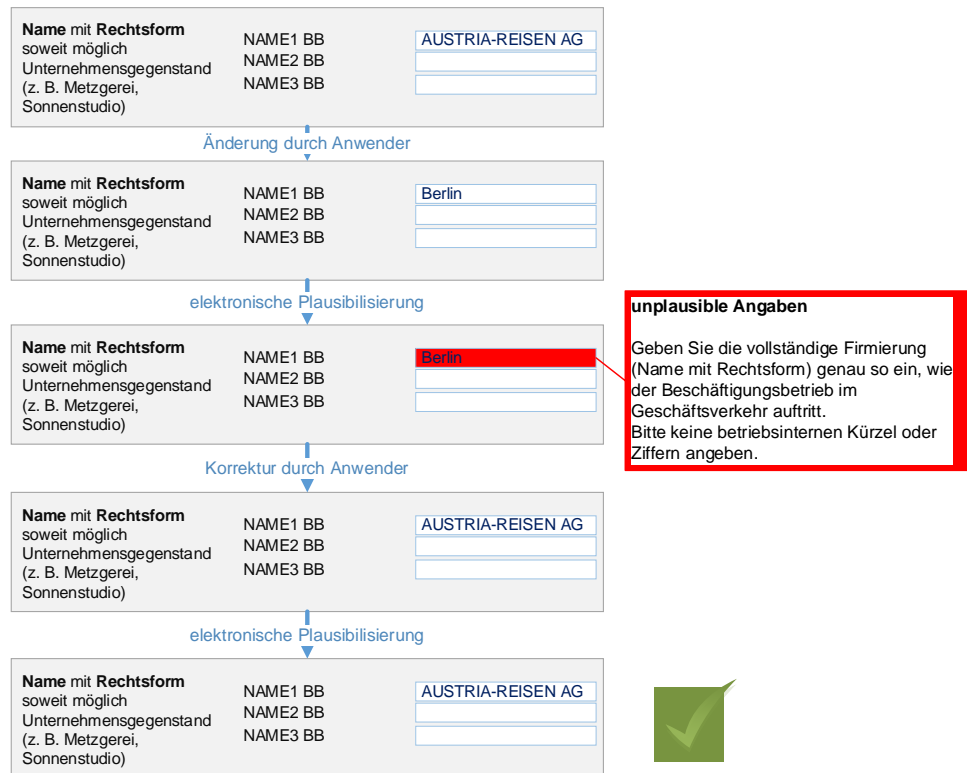 Name mit Rechtsform
soweit möglich
Unternehmensgegenstand
(z. B. Metzgerei,
Sonnenstudio)
NAME1 BB AUSTRIA-REISEN AG
NAME2 BB
NAME3 BB
Änderung durch Anwender
Name mit Rechtsform
soweit möglich
Unternehmensgegenstand
(z. B. Metzgerei,
Sonnenstudio)
NAME1 BB Berlin
NAME2 BB
NAME3 BB
elektronische Plausibilisierung
Name mit Rechtsform
soweit möglich
Unternehmensgegenstand
(z. B. Metzgerei,
Sonnenstudio)
NAME1 BB Berlin
NAME2 BB
NAME3 BB
unplausible Angaben
Geben Sie die vollständige Firmierung
(Name mit Rechtsform) genau so ein, wie
der Beschäftigungsbetrieb im
Geschäftsverkehr auftritt.
Bitte keine betriebsinternen Kürzel oder
Ziffern angeben.
Korrektur durch Anwender
Name mit Rechtsform
soweit möglich
Unternehmensgegenstand
(z. B. Metzgerei,
Sonnenstudio)
NAME1 BB AUSTRIA-REISEN AG
NAME2 BB
NAME3 BB
elektronische Plausibilisierung
Name mit Rechtsform
soweit möglich
Unternehmensgegenstand
(z. B. Metzgerei,
Sonnenstudio)
NAME1 BB AUSTRIA-REISEN AG
NAME2 BB
NAME3 BB